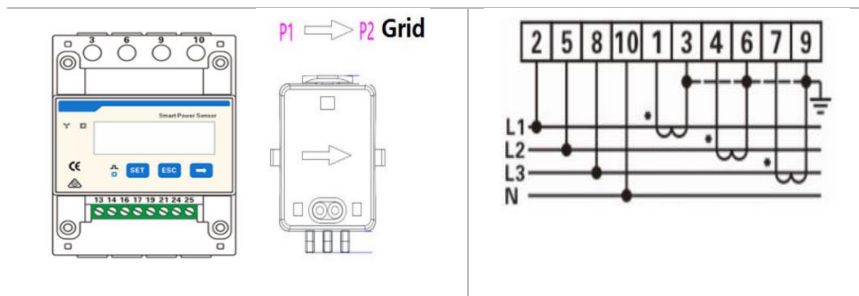 P1 P2 Grid
3 6 9 10
Smart Power Sensor
CE
SET ESC
13 14 16 17 19 21 24 25
2 5 8 10 1 3 4 6 7 9
L1
L2
L3
N